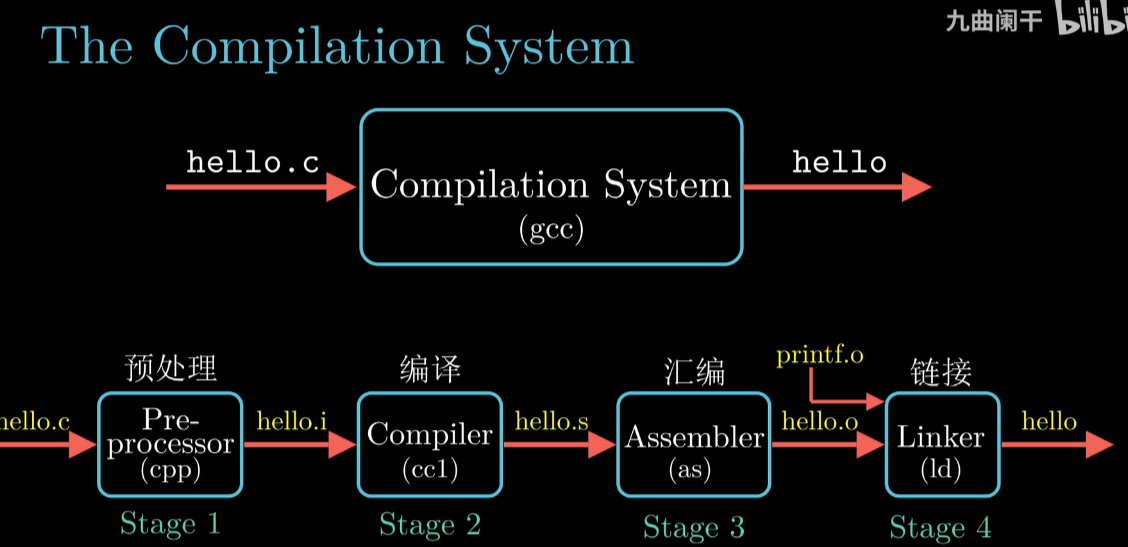 The Compilation System
九曲阑干 bilibi
hello.c
Compilation System
(gcc)
hello
预处理
编译
汇编
printf.o
链接
hello.c
Pre-
processor
(cpp)
hello.i
Compiler
(cc1)
hello.s
Assembler
(as)
hello.o
Linker
(ld)
hello
Stage 1
Stage 2
Stage 3
Stage 4